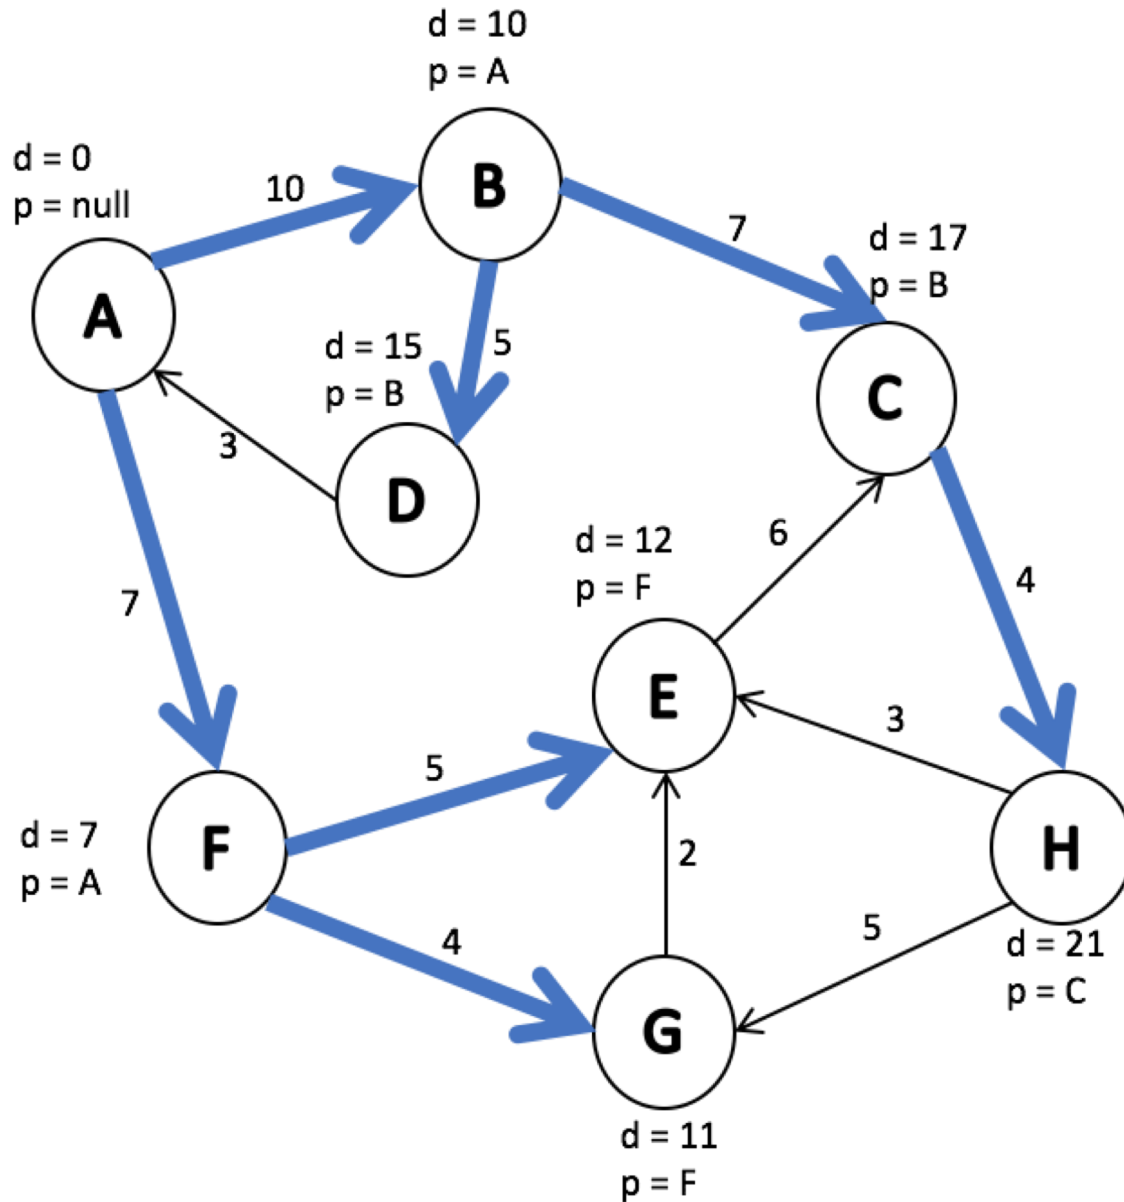 d = 10
p = A
B
d = 0
p = null
10
A
7
d = 17
p = B
C
5
d = 15
p = B
D
3
6
d = 12
p = F
E
4
7
3
5
F
d = 7
p = A
2
H
d = 21
p = C
4
5
G
d = 11
p = F